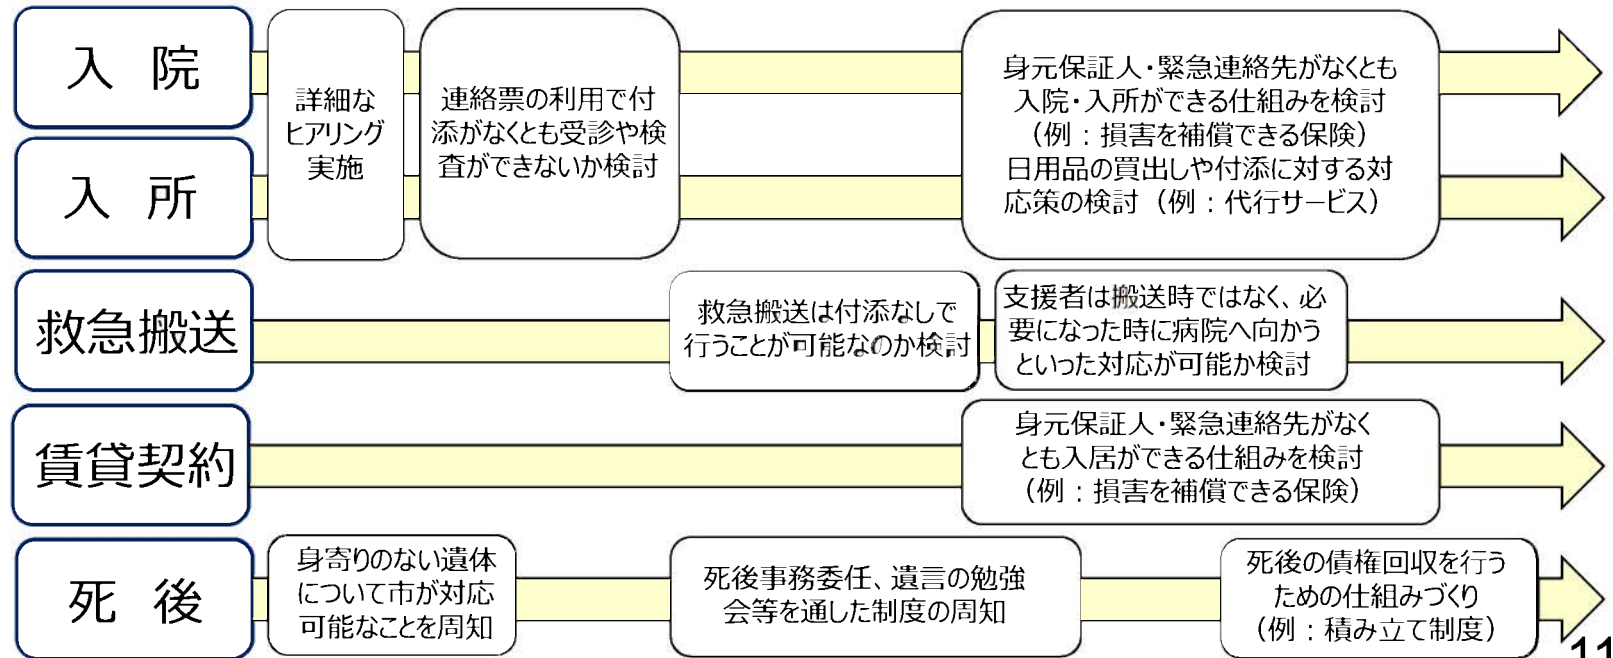 入 院
入 所
詳細な
ヒアリング
実施
連絡票の利用で付
添がなくとも受診や検
査ができないか検討
身元保証人・緊急連絡先がなくとも
入院・入所ができる仕組みを検討
（例：損害を補償できる保険）
日用品の買出しや付添に対する対
応策の検討（例：代行サービス）
救急搬送
救急搬送は付添なしで
行うことが可能なのか検討
支援者は搬送時ではなく、必
要になった時に病院へ向かう
といった対応が可能か検討
賃貸契約
身元保証人・緊急連絡先がなく
とも入居ができる仕組みを検討
（例：損害を補償できる保険）
死 後
身寄りのない遺体
について市が対応
可能なことを周知
死後事務委任、遺言の勉強
会等を通した制度の周知
死後の債権回収を行う
ための仕組みづくり
（例：積み立て制度）
11